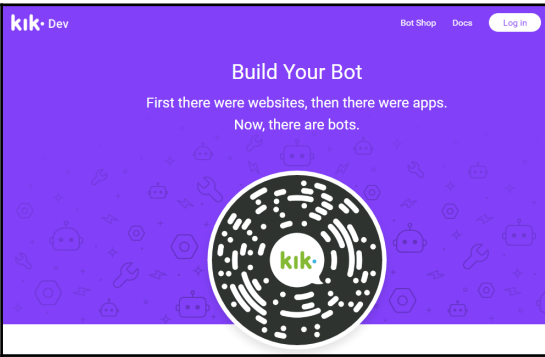 kik· Dev
Bot Shop Docs Log in
Build Your Bot
First there were websites, then there were apps.
Now, there are bots.
kik·